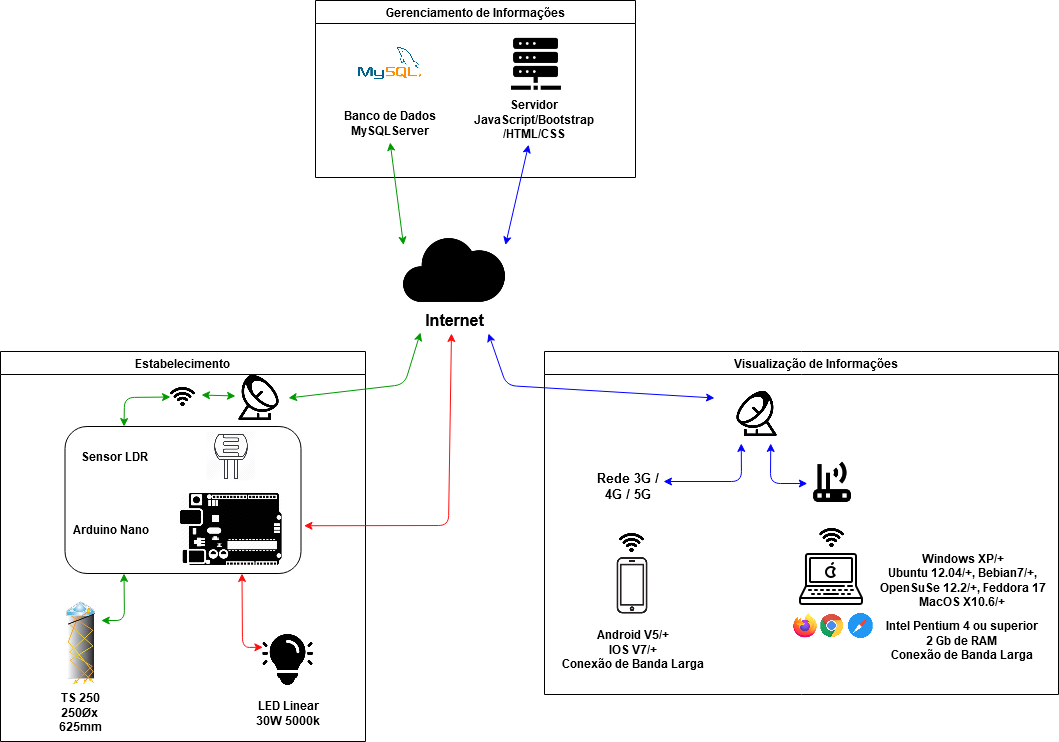 Gerenciamento de Informações
MySQL
Banco de Dados
MySQLServer
Servidor
JavaScript/Bootstrap
/HTML/CSS
Internet
Estabelecimento
Sensor LDR
Arduino Nano
TS 250
250Øx
625mm
LED Linear
30W 5000k
Visualização de Informações
Rede 3G /
4G / 5G
Android V5/+
IOS V7/+
Conexão de Banda Larga
Windows XP/+
Ubuntu 12.04/+, Bebian7/+,
OpenSuSe 12.2/+, Feddora 17
MacOS X10.6/+
Intel Pentium 4 ou superior
2 Gb de RAM
Conexão de Banda Larga